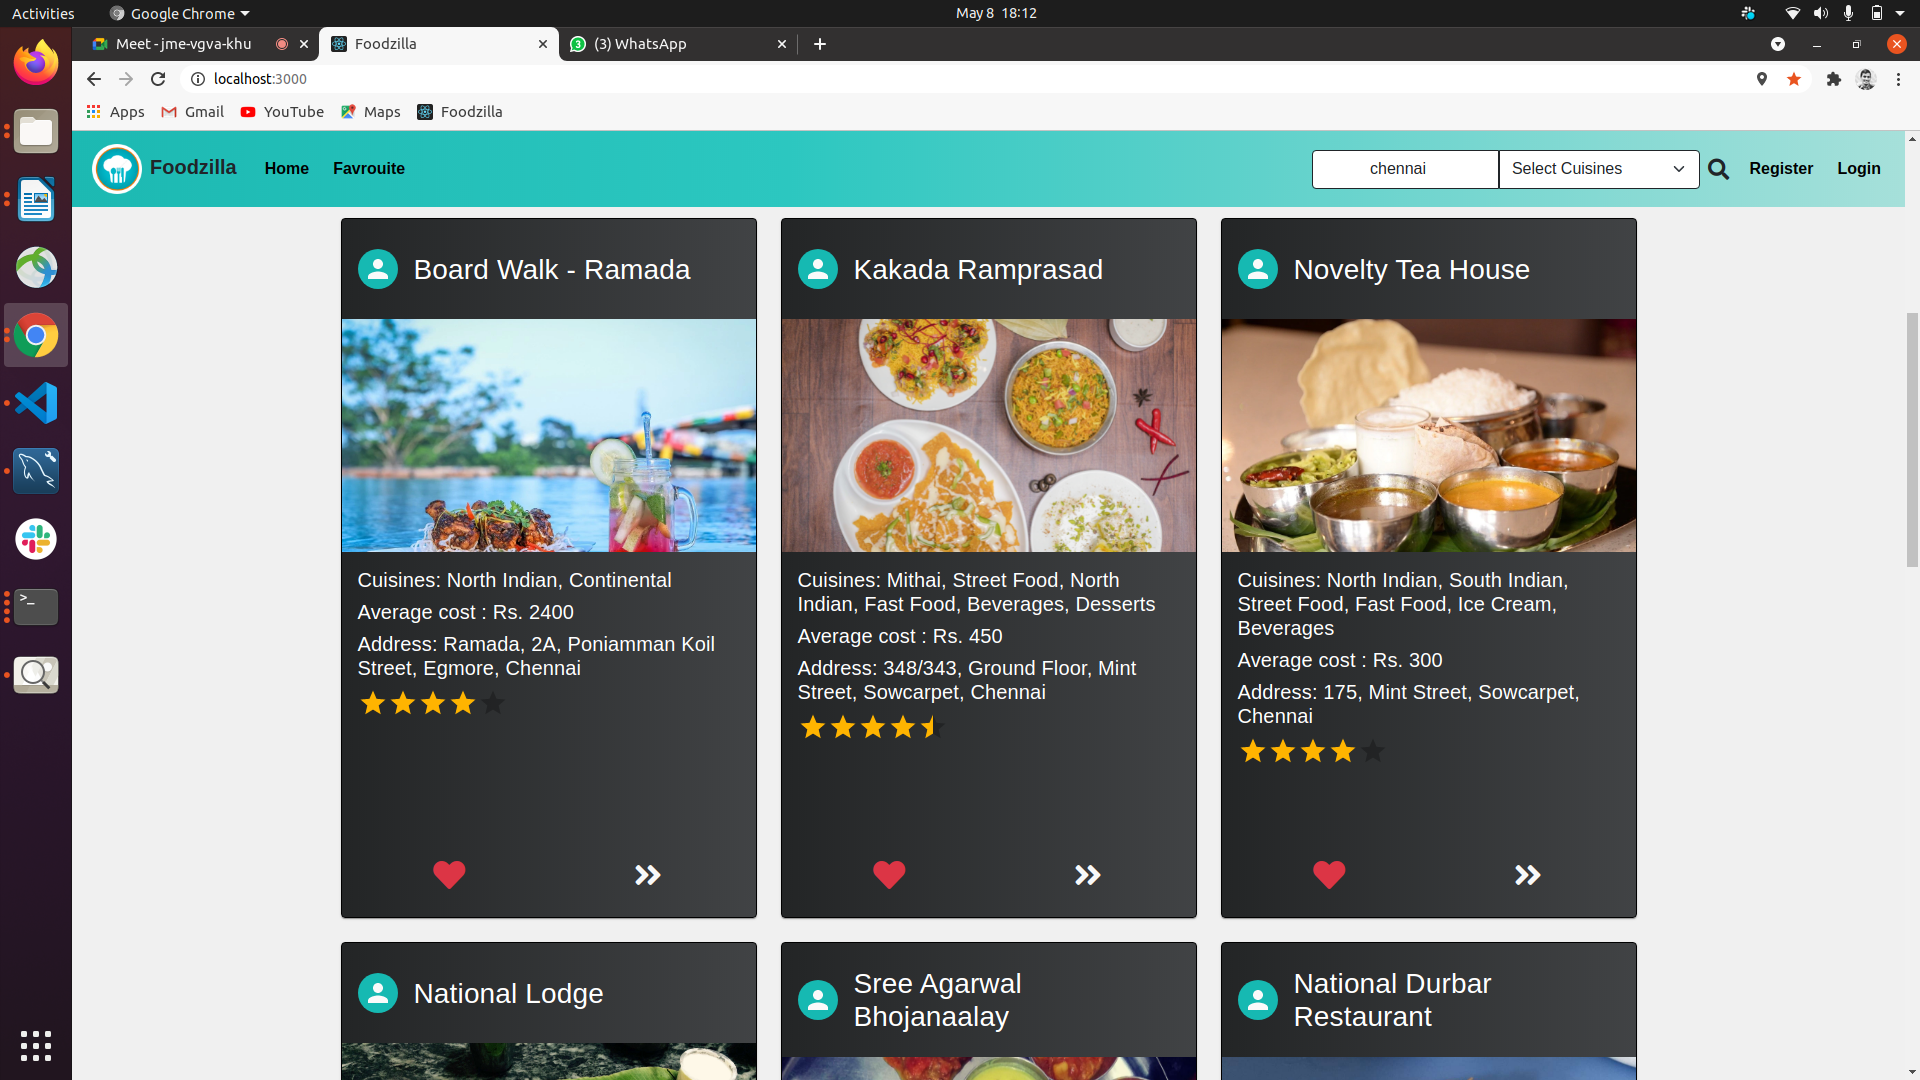 Activities
Google Chrome
May 8 18:12
Meet - jme-vgva-khu
Foodzilla
3
(3) WhatsApp
localhost:3000
Apps
Gmail
YouTube
Maps
Foodzilla
Foodzilla
Home
Favrouite
chennai
Select Cuisines
Register
Login
Board Walk - Ramada
Cuisines: North Indian, Continental
Average cost : Rs. 2400
Address: Ramada, 2A, Poniamman Koil
Street, Egmore, Chennai
Kakada Ramprasad
Cuisines: Mithai, Street Food, North
Indian, Fast Food, Beverages, Desserts
Average cost : Rs. 450
Address: 348/343, Ground Floor, Mint
Street, Sowcarpet, Chennai
Novelty Tea House
Cuisines: North Indian, South Indian,
Street Food, Fast Food, Ice Cream,
Beverages
Average cost : Rs. 300
Address: 175, Mint Street, Sowcarpet,
Chennai
National Lodge
Sree Agarwal
Bhojanaalay
National Durbar
Restaurant